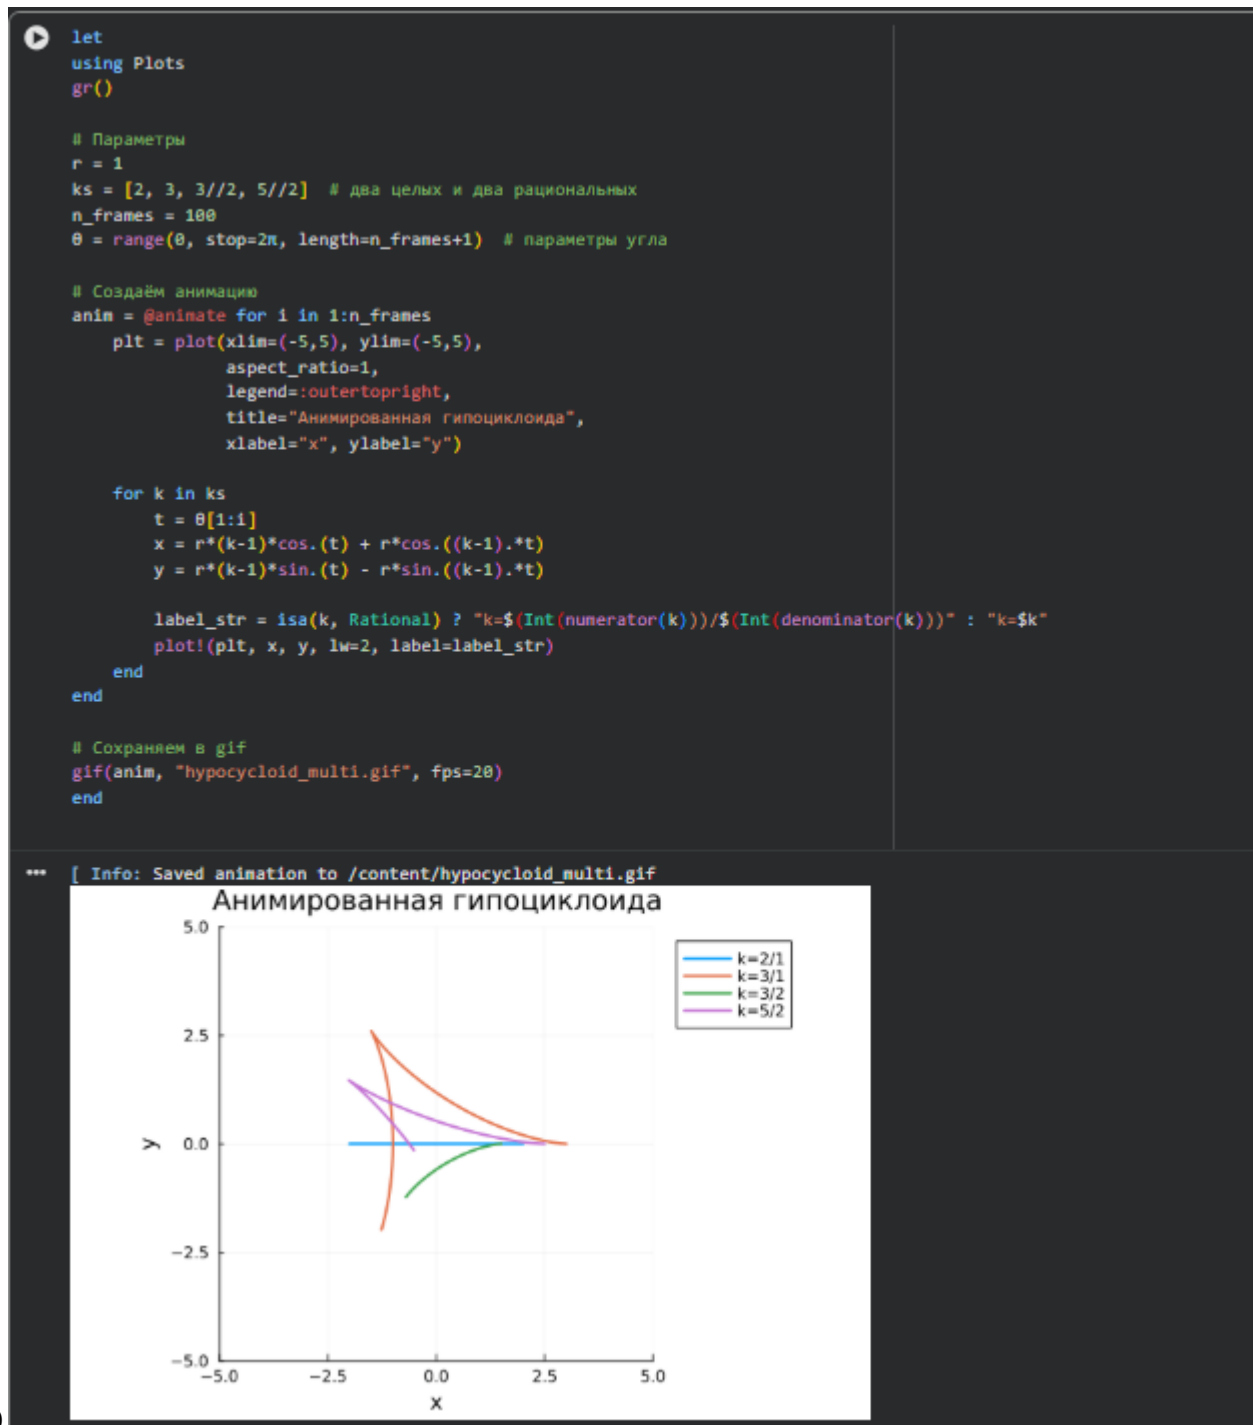 let
using Plots
gr()
# Параметры
r = 1
ks = [2, 3, 3//2, 5//2]  # два целых и два рациональных
n_frames = 100
θ = range(0, stop=2π, length=n_frames+1)  # параметры угла
# Создаём анимацию
anim = @animate for i in 1:n_frames
plt = plot(xlim=(-5,5), ylim=(-5,5),
aspect_ratio=1,
legend=:outertopright,
title="Анимированная гипоциклоида",
xlabel="x", ylabel="y")
for k in ks
t = θ[1:i]
x = r*(k-1)*cos.(t) + r*cos.((k-1).*t)
y = r*(k-1)*sin.(t) - r*sin.((k-1).*t)
label_str = isa(k, Rational) ? "k=$(Int(numerator(k)))/$(Int(denominator(k)))" : "k=$k"
plot!(plt, x, y, lw=2, label=label_str)
end
end
# Сохраняем в gif
gif(anim, "hypocycloid_multi.gif", fps=20)
end
[ Info: Saved animation to /content/hypocycloid_multi.gif
Анимированная гипоциклоида
5.0
2.5
0.0
−2.5
−5.0
y
−5.0 −2.5 0.0 2.5 5.0
x
k=2/1
k=3/1
k=3/2
k=5/2